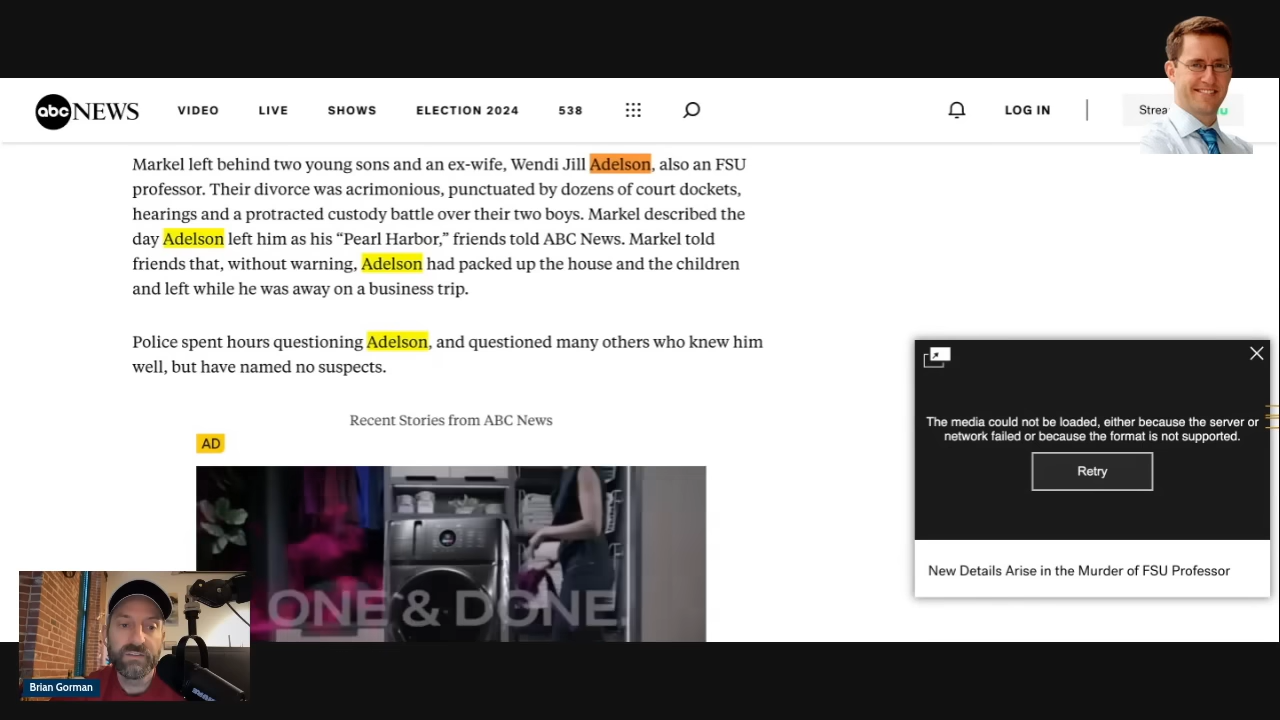 abc NEWS VIDEO LIVE SHOWS ELECTION 2024 538 LOG IN
Markel left behind two young sons and an ex-wife, Wendi Jill Adelson, also an FSU
professor. Their divorce was acrimonious, punctuated by dozens of court dockets,
hearings and a protracted custody battle over their two boys. Markel described the
day Adelson left him as his “Pearl Harbor,” friends told ABC News. Markel told
friends that, without warning, Adelson had packed up the house and the children
and left while he was away on a business trip.
Police spent hours questioning Adelson, and questioned many others who knew him
well, but have named no suspects.
Recent Stories from ABC News
AD
ONE & DONE.
The media could not be loaded, either because the server or
network failed or because the format is not supported.
Retry
New Details Arise in the Murder of FSU Professor
Brian Gorman